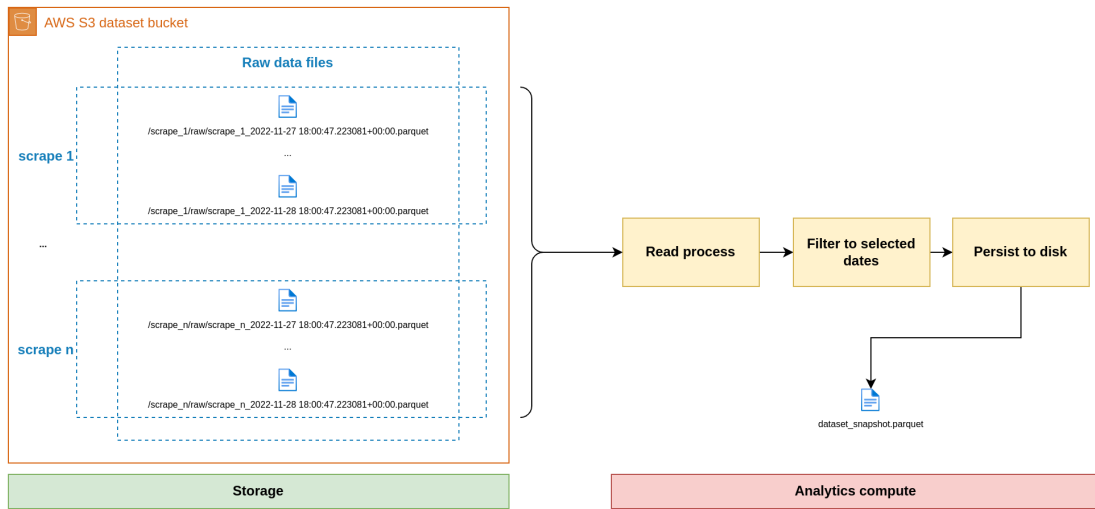 AWS S3 dataset bucket
Raw data files
scrape 1
/scrape_1/raw/scrape_1_2022-11-27 18:00:47.223081+00:00.parquet
...
/scrape_1/raw/scrape_1_2022-11-28 18:00:47.223081+00:00.parquet
...
scrape n
/scrape_n/raw/scrape_n_2022-11-27 18:00:47.223081+00:00.parquet
...
/scrape_n/raw/scrape_n_2022-11-28 18:00:47.223081+00:00.parquet
Read process
Filter to selected
dates
Persist to disk
dataset_snapshot.parquet
Storage
Analytics compute